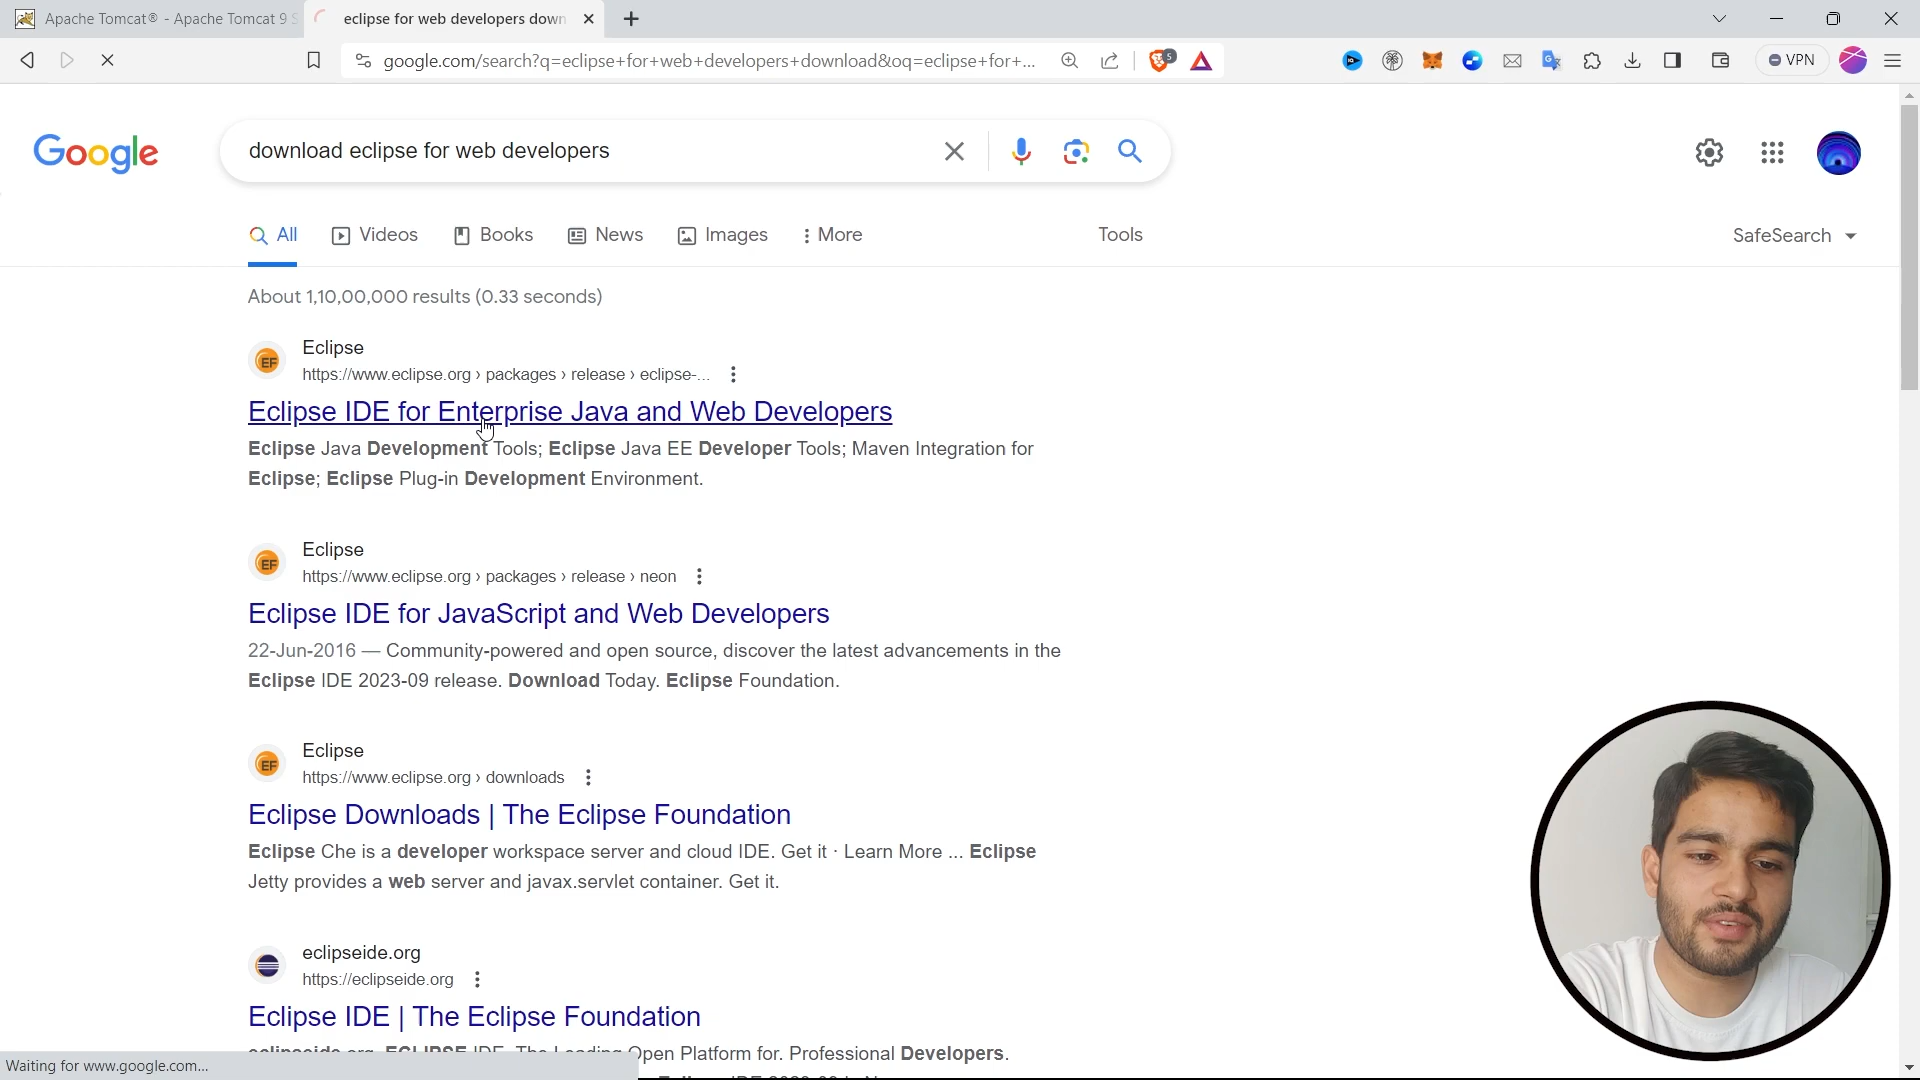 Apache Tomcat® - Apache Tomcat 9 S
eclipse for web developers down
google.com/search?q=eclipse+for+web+developers+download&oq=eclipse+for+...
5
VPN
Google
download eclipse for web developers
All
Videos
Books
News
Images
More
Tools
SafeSearch
About 1,10,00,000 results (0.33 seconds)
EF
Eclipse
https://www.eclipse.org › packages › release › eclipse-...
Eclipse IDE for Enterprise Java and Web Developers
Eclipse Java Development Tools; Eclipse Java EE Developer Tools; Maven Integration for
Eclipse; Eclipse Plug-in Development Environment.
EF
Eclipse
https://www.eclipse.org › packages › release › neon
Eclipse IDE for JavaScript and Web Developers
22-Jun-2016 — Community-powered and open source, discover the latest advancements in the
Eclipse IDE 2023-09 release. Download Today. Eclipse Foundation.
EF
Eclipse
https://www.eclipse.org › downloads
Eclipse Downloads | The Eclipse Foundation
Eclipse Che is a developer workspace server and cloud IDE. Get it · Learn More ... Eclipse
Jetty provides a web server and javax.servlet container. Get it.
eclipseide.org
https://eclipseide.org
Eclipse IDE | The Eclipse Foundation
eclipseide.org. ECLIPSE IDE. The Leading Open Platform for. Professional Developers.
Waiting for www.google.com...